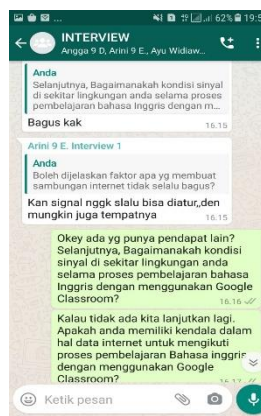 62% 19:5
INTERVIEW
Angga 9 D, Arini 9 E., Ayu Widiaw...
Anda
Selanjutnya, Bagaimanakah kondisi sinyal
di sekitar lingkungan anda selama proses
pembelajaran bahasa Inggris dengan m...
Bagus kak
16.15
Arini 9 E. Interview 1
Anda
Boleh dijelaskan faktor apa yg membuat
sambungan internet tidak selalu bagus?
Kan signal nggk slalu bisa diatur,,den
mungkin juga tempatnya
16.15
Okey ada yg punya pendapat lain?
Selanjutnya, Bagaimanakah kondisi
sinyal di sekitar lingkungan anda
selama proses pembelajaran bahasa
Inggris dengan menggunakan Google
Classroom?
16.16
Kalau tidak ada kita lanjutkan lagi.
Apakah anda memiliki kendala dalam
hal data internet untuk mengikuti
proses pembelajaran Bahasa inggris
dengan menggunakan Google
Classroom?
16.17
Ketik pesan